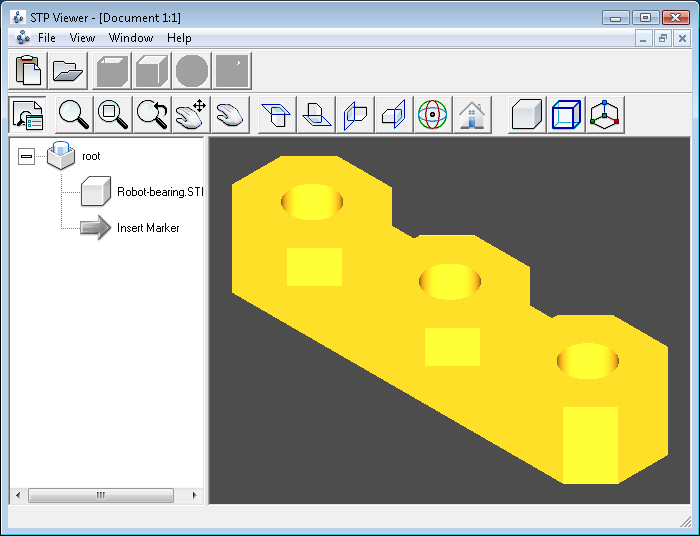 STP Viewer - [Document 1:1]
File View Window Help
root
Robot-bearing.STI
Insert Marker